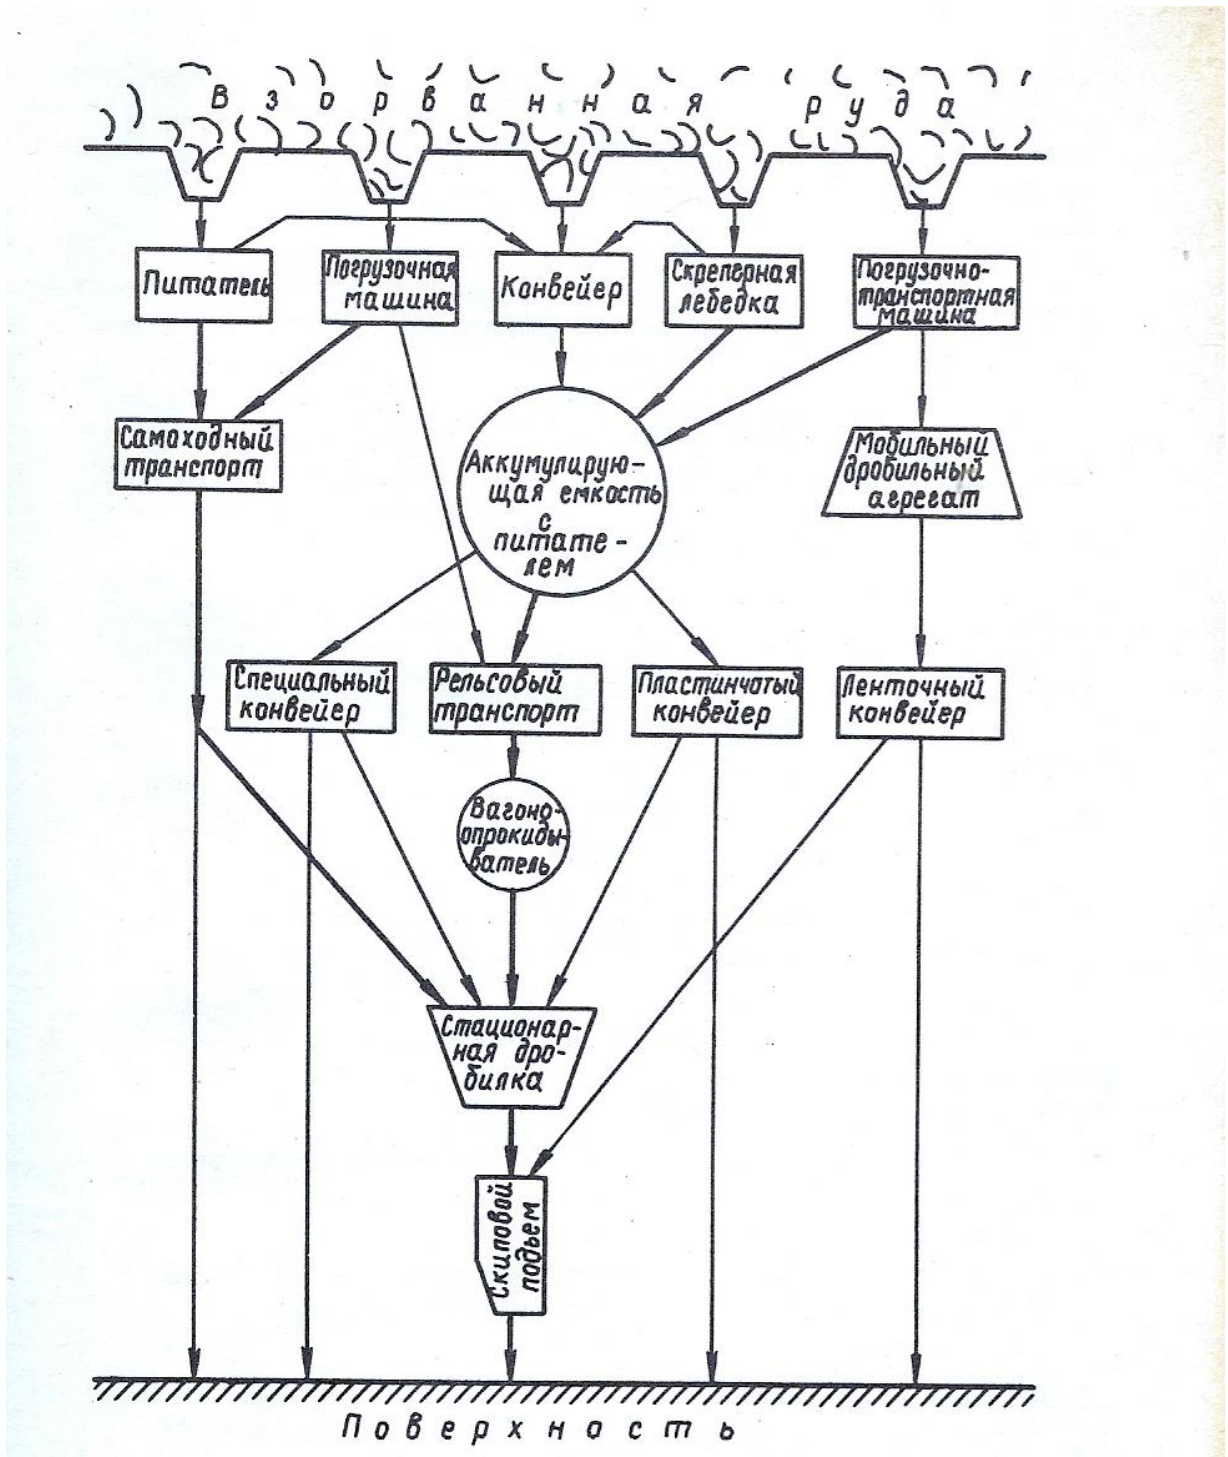 Взорванная руда
Питатель
Погрузочная
машина
Конвейер
Скреперная
лебедка
Погрузочно-
транспортная
машина
Самоходный
транспорт
Аккумулирую-
щая емкость
с
питате-
лем
Мобильный
дробильный
агрегат
Специальный
конвейер
Рельсовый
транспорт
Пластинчатый
конвейер
Ленточный
конвейер
Вагоно-
опрокиды-
ватель
Стационар-
ная дро-
билка
Скиповой
подьем
Поверхность